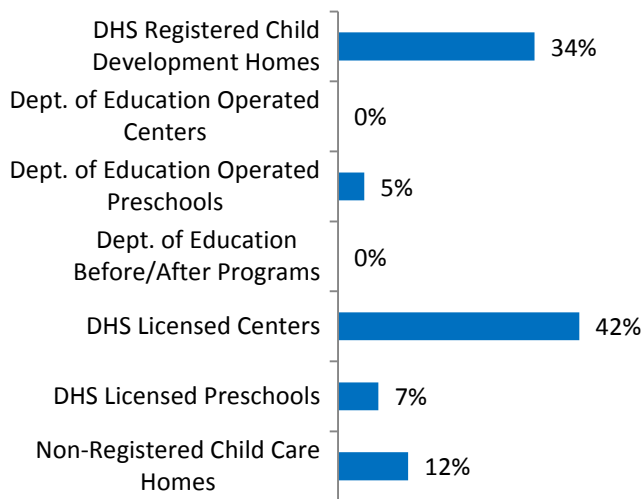 DHS Registered Child
Development Homes
34%
Dept. of Education Operated
Centers
0%
Dept. of Education Operated
Preschools
5%
Dept. of Education
Before/After Programs
0%
DHS Licensed Centers
42%
DHS Licensed Preschools
7%
Non-Registered Child Care
Homes
12%